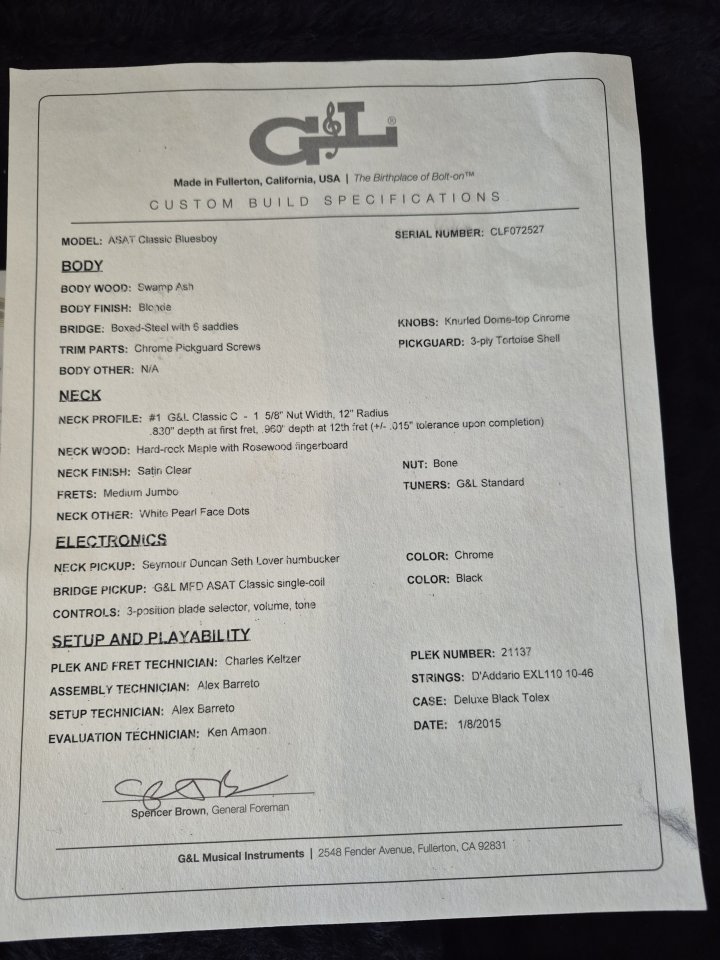 G&L®
Made in Fullerton, California, USA | The Birthplace of Bolt-on™
CUSTOM BUILD SPECIFICATIONS
MODEL: ASAT Classic Bluesboy SERIAL NUMBER: CLF072527
BODY
BODY WOOD: Swamp Ash
BODY FINISH: Blonde
BRIDGE: Boxed-Steel with 6 saddles KNOBS: Knurled Dome-top Chrome
TRIM PARTS: Chrome Pickguard Screws PICKGUARD: 3-ply Tortoise Shell
BODY OTHER: N/A
NECK
NECK PROFILE: #1 G&L Classic C - 1 5/8" Nut Width, 12" Radius
.830" depth at first fret, .960' depth at 12th fret (+/- .015" tolerance upon completion)
NECK WOOD: Hard-rock Maple with Rosewood fingerboard
NECK FINISH: Satin Clear NUT: Bone
FRETS: Medium Jumbo TUNERS: G&L Standard
NECK OTHER: White Pearl Face Dots
ELECTRONICS
NECK PICKUP: Seymour Duncan Seth Lover humbucker COLOR: Chrome
BRIDGE PICKUP: G&L MFD ASAT Classic single-coil COLOR: Black
CONTROLS: 3-position blade selector, volume, tone
SETUP AND PLAYABILITY
PLEK AND FRET TECHNICIAN: Charles Keltzer PLEK NUMBER: 21137
ASSEMBLY TECHNICIAN: Alex Barreto STRINGS: D'Addario EXL110 10-46
SETUP TECHNICIAN: Alex Barreto CASE: Deluxe Black Tolex
EVALUATION TECHNICIAN: Ken Amaon DATE: 1/8/2015
Spencer Brown, General Foreman
G&L Musical Instruments | 2548 Fender Avenue, Fullerton, CA 92831